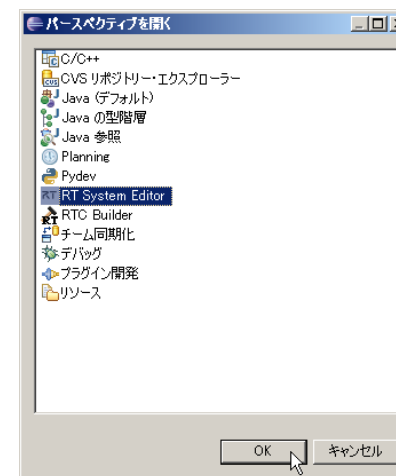 パースペクティブを開く
C/C++
CVS リポジトリー・エクスプローラー
Java (デフォルト)
Java の型階層
Java 参照
Planning
Pydev
RT System Editor
RTC Builder
チーム同期化
デバッグ
プラグイン開発
リソース
OK キャンセル